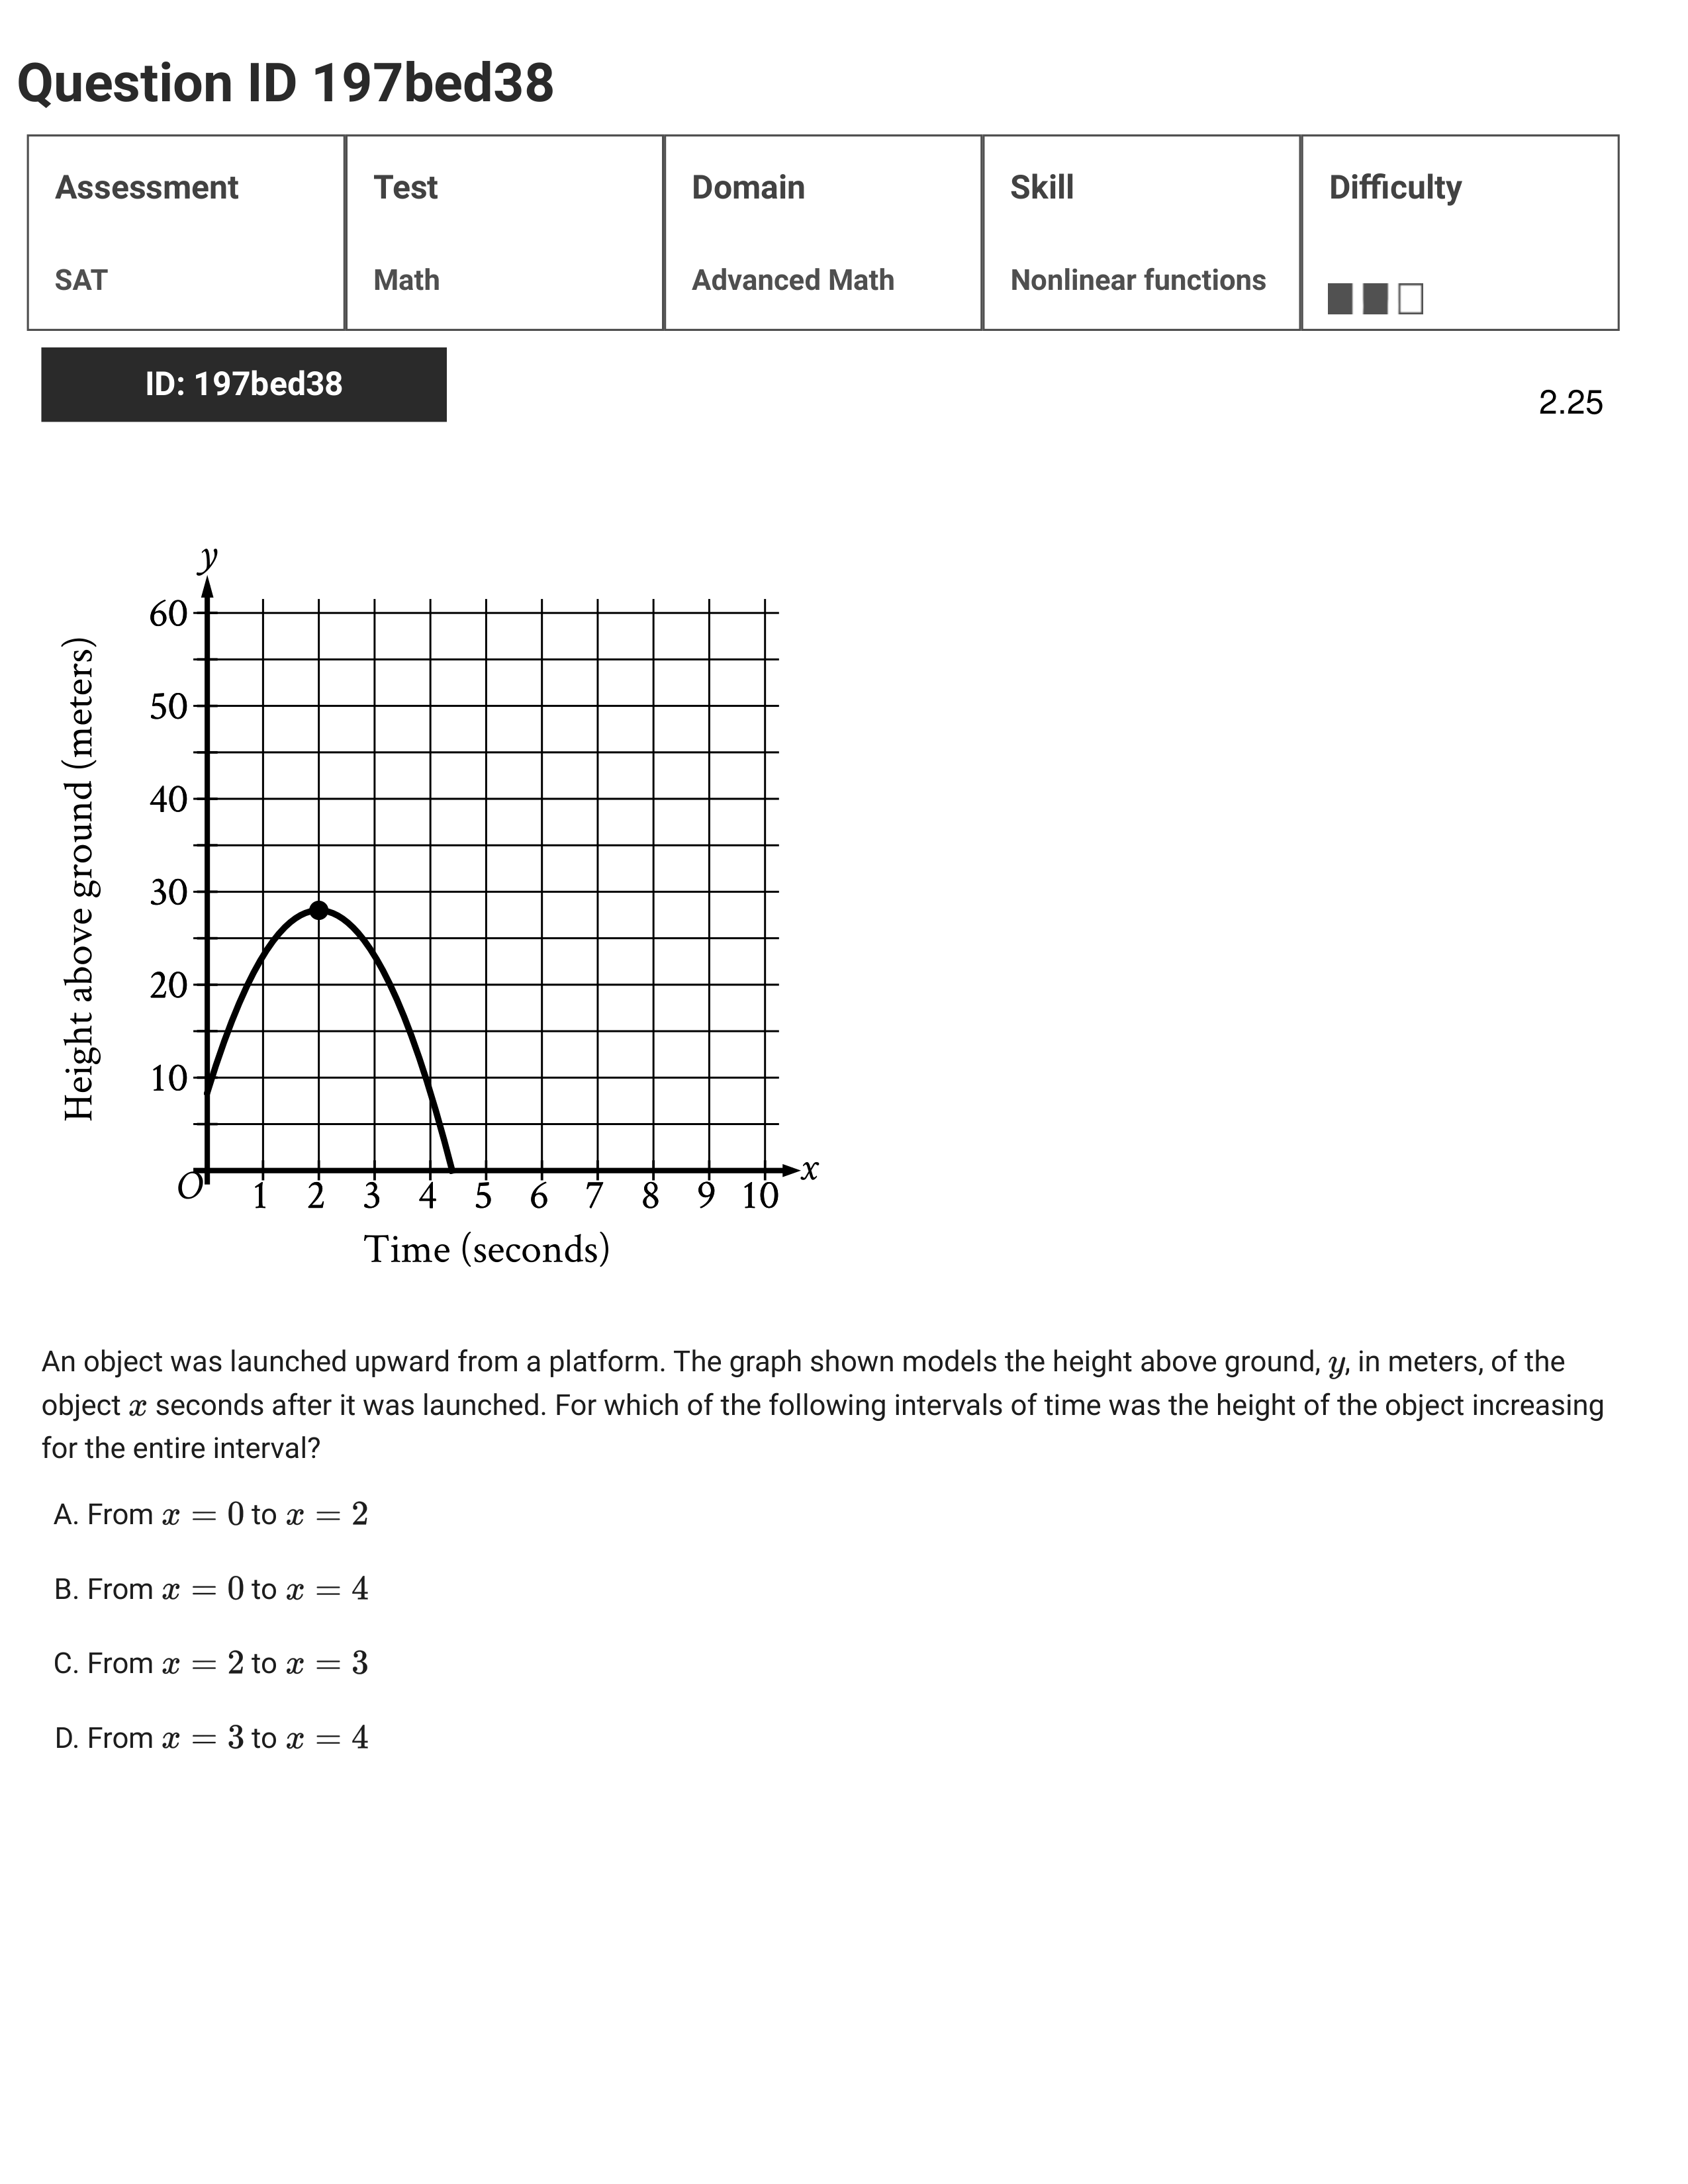 Question ID 197bed38
Assessment Test Domain Skill Difficulty
SAT Math Advanced Math Nonlinear functions
ID: 197bed38
2.25
y
60
50
40
30
20
10
Height above ground (meters)
O 1 2 3 4 5 6 7 8 9 10 x
Time (seconds)
An object was launched upward from a platform. The graph shown models the height above ground, y, in meters, of the
object x seconds after it was launched. For which of the following intervals of time was the height of the object increasing
for the entire interval?
A. From x = 0 to x = 2
B. From x = 0 to x = 4
C. From x = 2 to x = 3
D. From x = 3 to x = 4